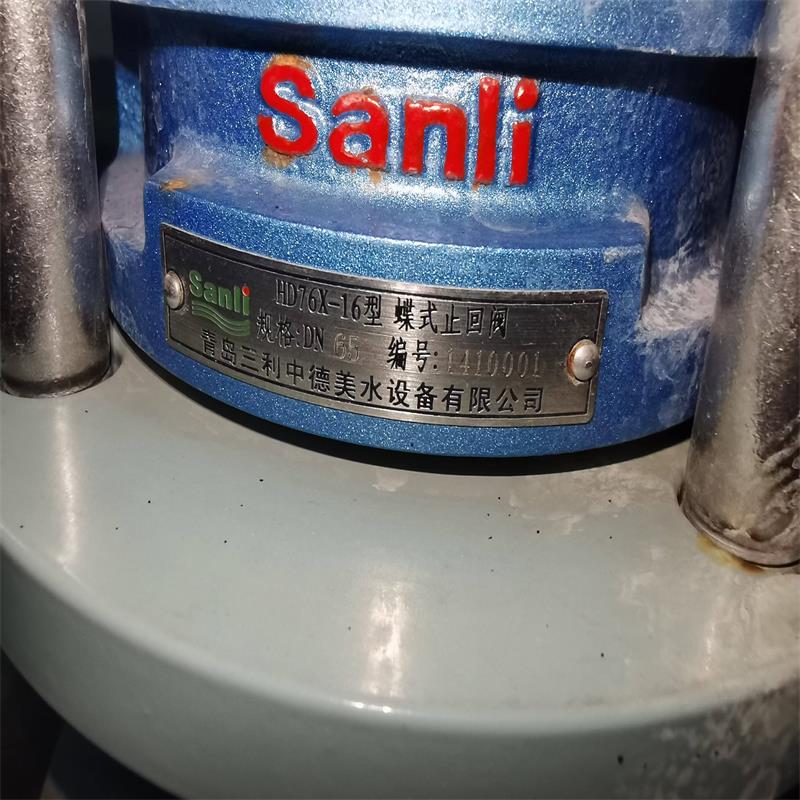 Sanli
Sanli HD76X-16型 蝶式止回阀
规格:DN 65 编号:1410001
青岛三利中德美水设备有限公司